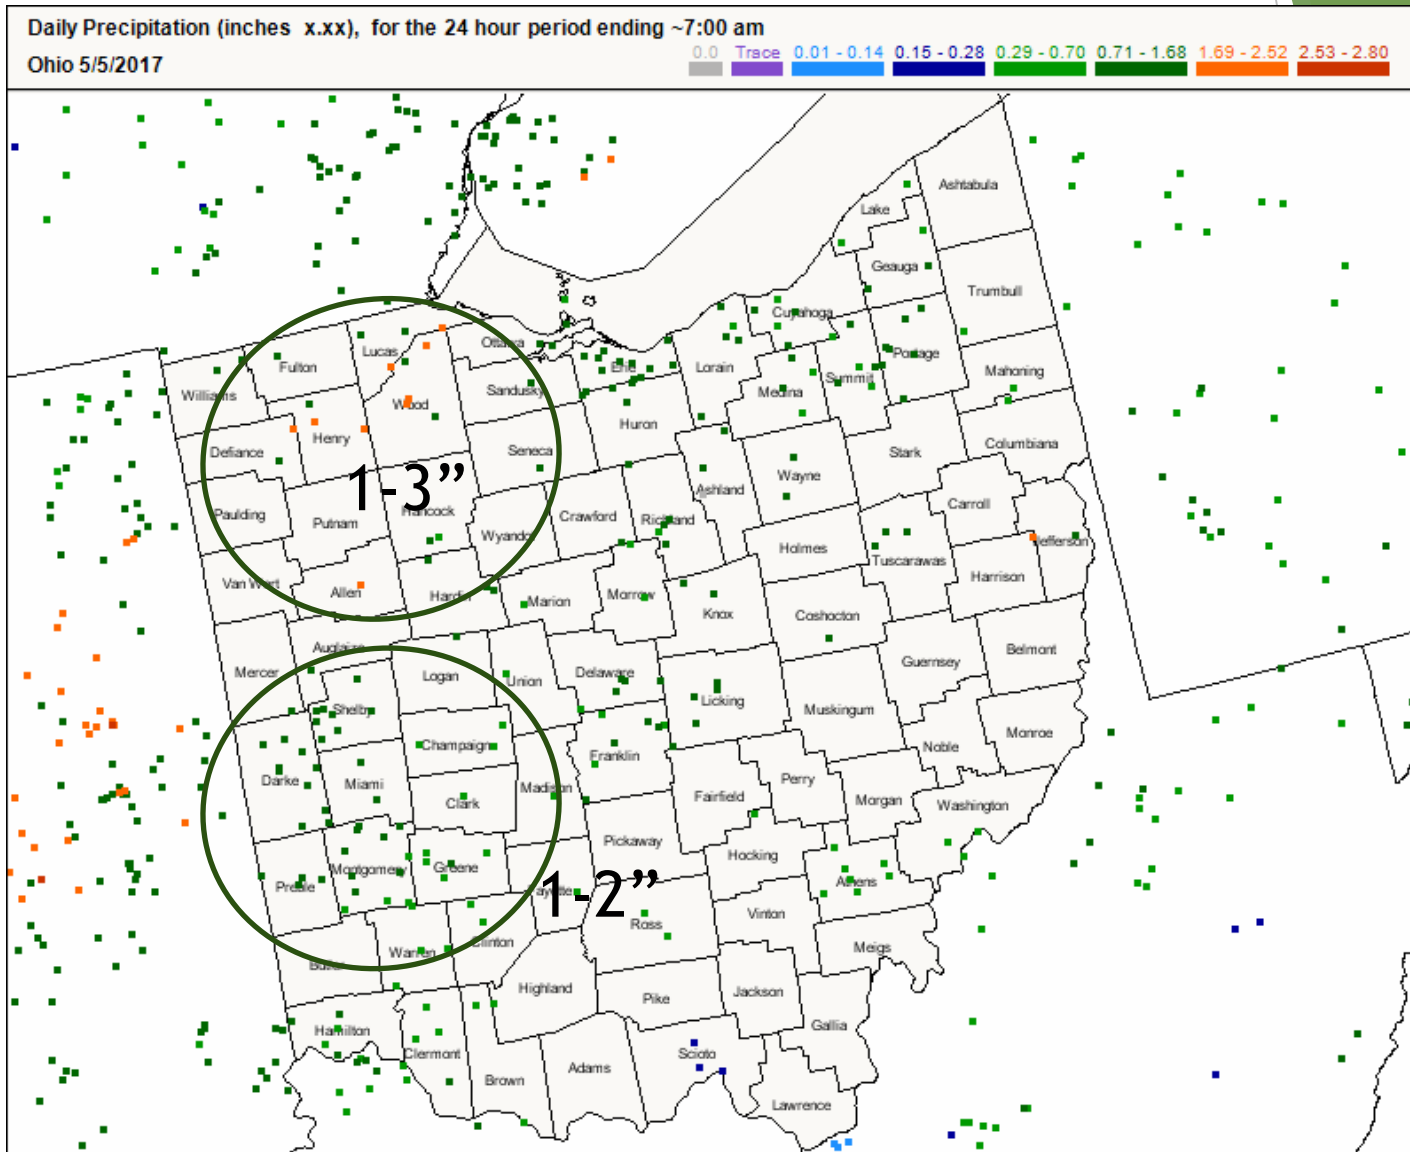 Daily Precipitation (inches x.xx), for the 24 hour period ending ~7:00 am
Ohio 5/5/2017
0.0 Trace 0.01 - 0.14 0.15 - 0.28 0.29 - 0.70 0.71 - 1.68 1.69 - 2.52 2.53 - 2.80
Ashtabula
Lake
Geauga
Trumbull
Cuyahoga
Ottawa
Lucas
Fulton
Erie
Lorain
Portage
Mahoning
Summit
Medina
Williams
Sandusky
Wood
Huron
Henry
Defiance
Seneca
Stark
Columbiana
Wayne
1-3”
Ashland
Carroll
Paulding
Putnam
Hancock
Crawford
Richland
Wyandot
Jefferson
Holmes
Tuscarawas
Harrison
Van Wert
Allen
Hardin
Marion
Morrow
Knox
Coshocton
Auglaize
Belmont
Guernsey
Mercer
Logan
Union
Delaware
Licking
Muskingum
Shelby
Monroe
Noble
Champaign
Franklin
Darke
Miami
Madison
Perry
Clark
Fairfield
Morgan
Washington
Pickaway
Hocking
Preble
Montgomery
Greene
Fayette
1-2”
Athens
Vinton
Ross
Clinton
Meigs
Warren
Butler
Highland
Pike
Jackson
Gallia
Hamilton
Clermont
Scioto
Adams
Brown
Lawrence